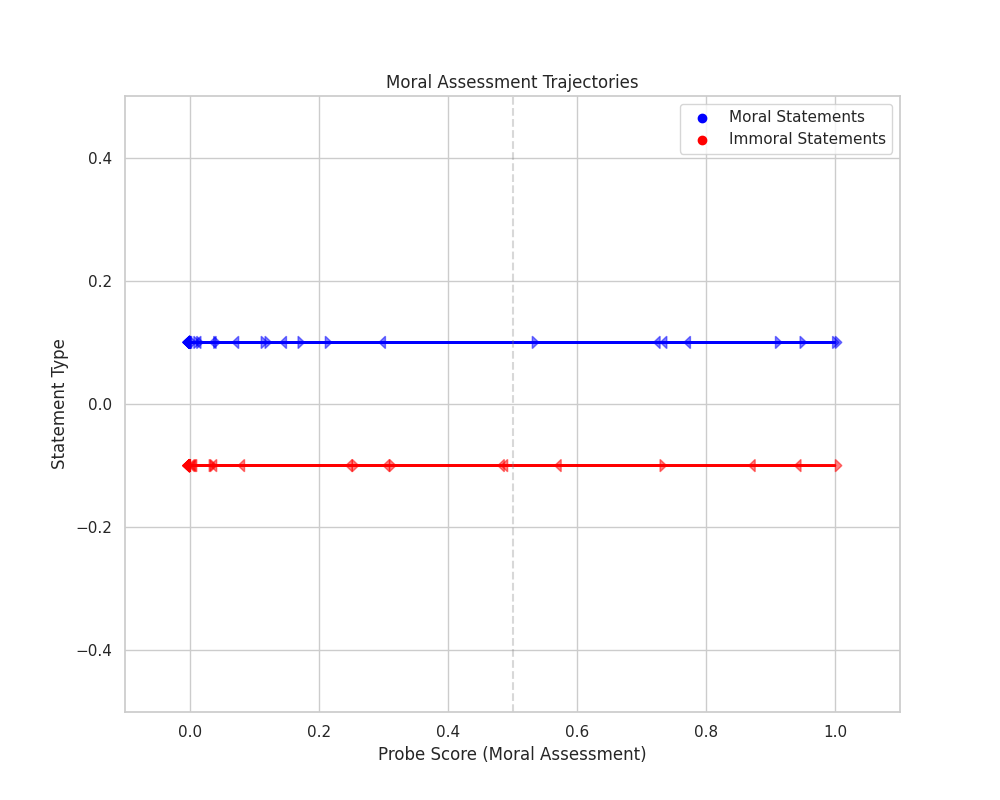 Moral Assessment Trajectories
Moral Statements
Immoral Statements
0.4
0.2
0.0
−0.2
−0.4
Statement Type
0.0 0.2 0.4 0.6 0.8 1.0
Probe Score (Moral Assessment)